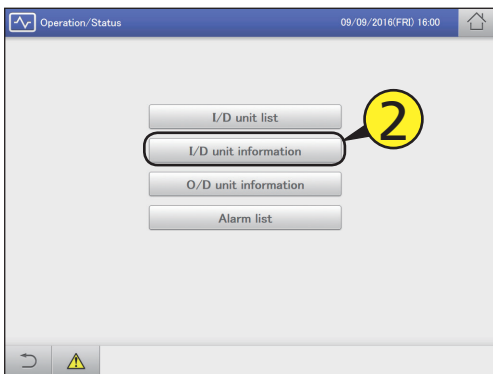 Operation/Status 09/09/2016(FRI) 16:00
I/D unit list
I/D unit information
2
O/D unit information
Alarm list